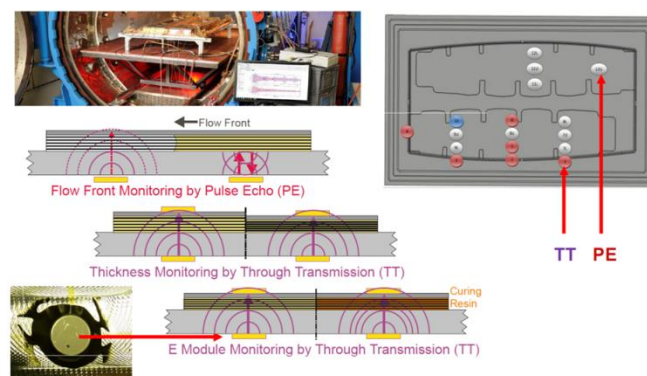 Flow Front
Flow Front Monitoring by Pulse Echo (PE)
Thickness Monitoring by Through Transmission (TT)
Curing
Resin
E Module Monitoring by Through Transmission (TT)
TT PE